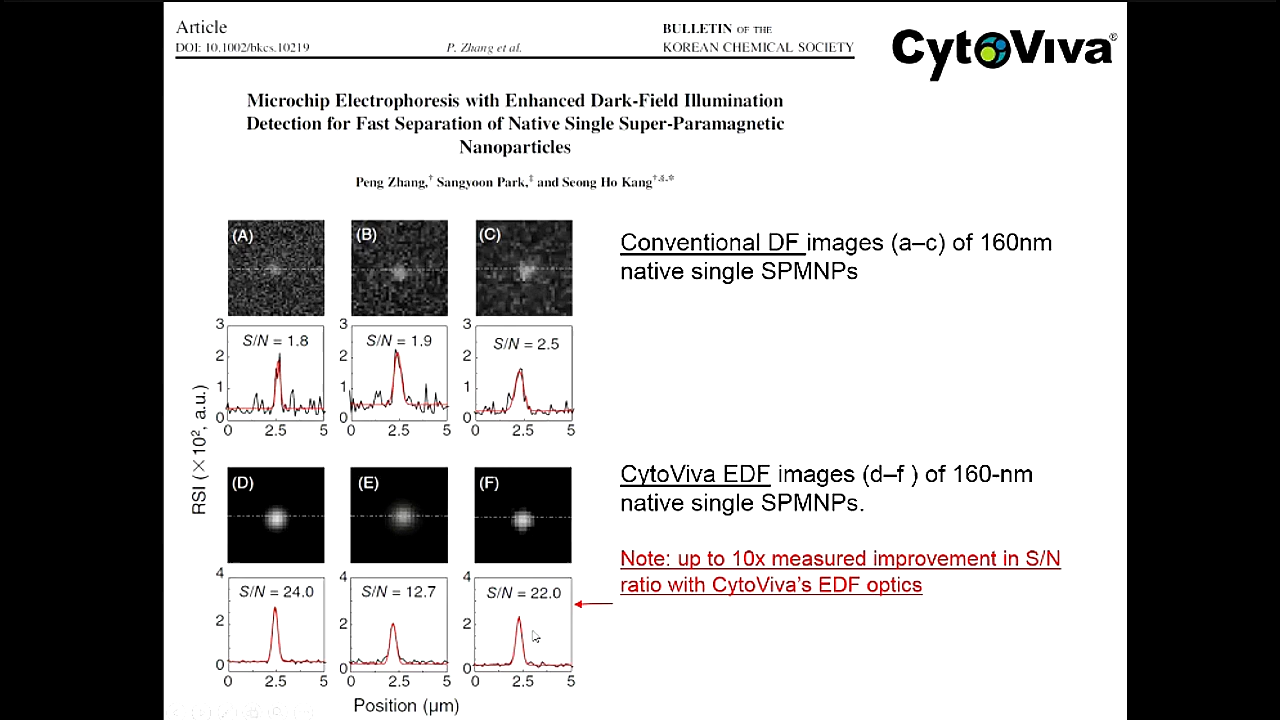 Article
BULLETIN OF THE
DOI: 10.1002/bkcs.10219
P. Zhang et al.
KOREAN CHEMICAL SOCIETY
CytoViva®
Microchip Electrophoresis with Enhanced Dark-Field Illumination
Detection for Fast Separation of Native Single Super-Paramagnetic
Nanoparticles
Peng Zhang,† Sangyoon Park,‡ and Seong Ho Kang†,§,*
(A)
(B)
(C)
Conventional DF images (a–c) of 160nm
native single SPMNPs
3
2
1
0
S/N = 1.8
0 2.5 5
3
2
1
0
S/N = 1.9
0 2.5 5
3
2
1
0
S/N = 2.5
0 2.5 5
RSI (×10², a.u.)
(D)
(E)
(F)
CytoViva EDF images (d–f ) of 160-nm
native single SPMNPs.
Note: up to 10x measured improvement in S/N
ratio with CytoViva's EDF optics
4
2
0
S/N = 24.0
0 2.5 5
4
2
0
S/N = 12.7
0 2.5 5
4
2
0
S/N = 22.0
0 2.5 5
Position (µm)